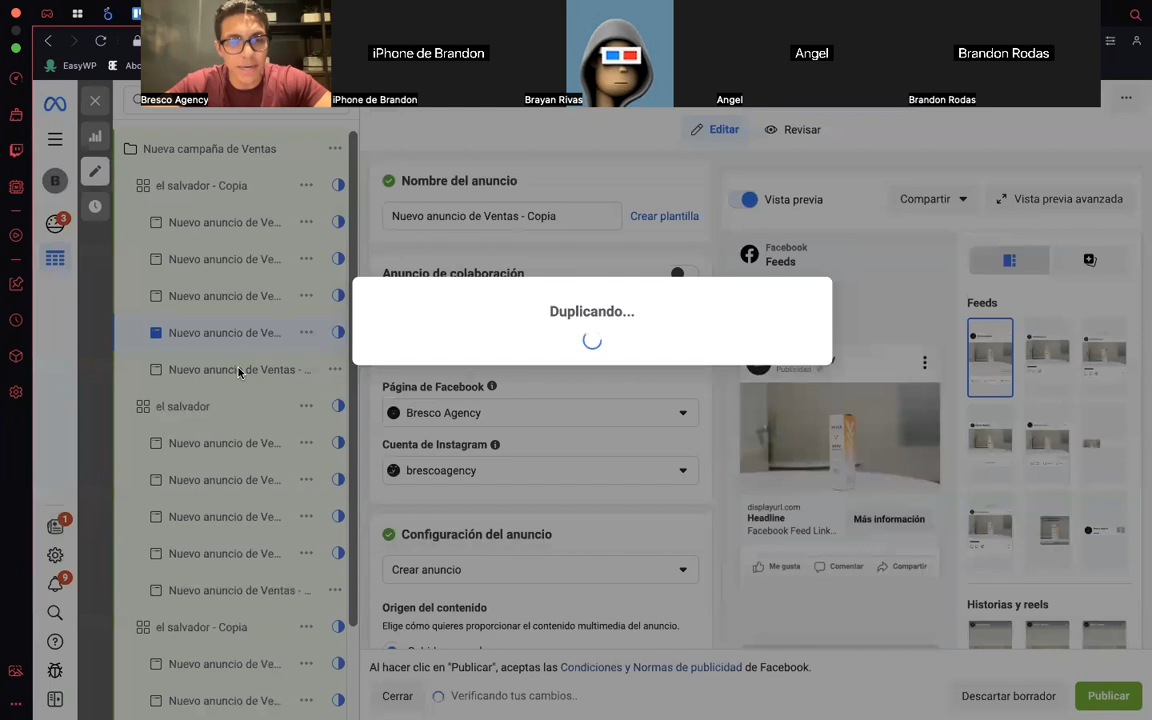 iPhone de Brandon
Angel
Brandon Rodas
Bresco Agency
iPhone de Brandon
Brayan Rivas
Angel
Brandon Rodas
EasyWP
Abo
Editar
Revisar
Nueva campaña de Ventas
el salvador - Copia
Nuevo anuncio de Ve...
Nuevo anuncio de Ve...
Nuevo anuncio de Ve...
Nuevo anuncio de Ve...
Nuevo anuncio de Ventas - ...
el salvador
Nuevo anuncio de Ve...
Nuevo anuncio de Ve...
Nuevo anuncio de Ve...
Nuevo anuncio de Ve...
Nuevo anuncio de Ventas - ...
el salvador - Copia
Nuevo anuncio de Ve...
Nuevo anuncio de Ve...
B
3
1
9
Nombre del anuncio
Nuevo anuncio de Ventas - Copia
Crear plantilla
Anuncio de colaboración
Duplicando...
Página de Facebook
Bresco Agency
Cuenta de Instagram
brescoagency
Configuración del anuncio
Crear anuncio
Origen del contenido
Elige cómo quieres proporcionar el contenido multimedia del anuncio.
Vista previa
Compartir
Vista previa avanzada
Facebook
Feeds
Publicidad
displayurl.com
Headline
Facebook Feed Link...
Más información
Me gusta
Comentar
Compartir
Feeds
Historias y reels
Al hacer clic en "Publicar", aceptas las Condiciones y Normas de publicidad de Facebook.
Cerrar
Verificando tus cambios..
Descartar borrador
Publicar